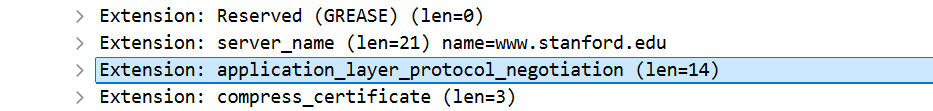 Extension: Reserved (GREASE) (len=0)
Extension: server_name (len=21) name=www.stanford.edu
Extension: application_layer_protocol_negotiation (len=14)
Extension: compress_certificate (len=3)